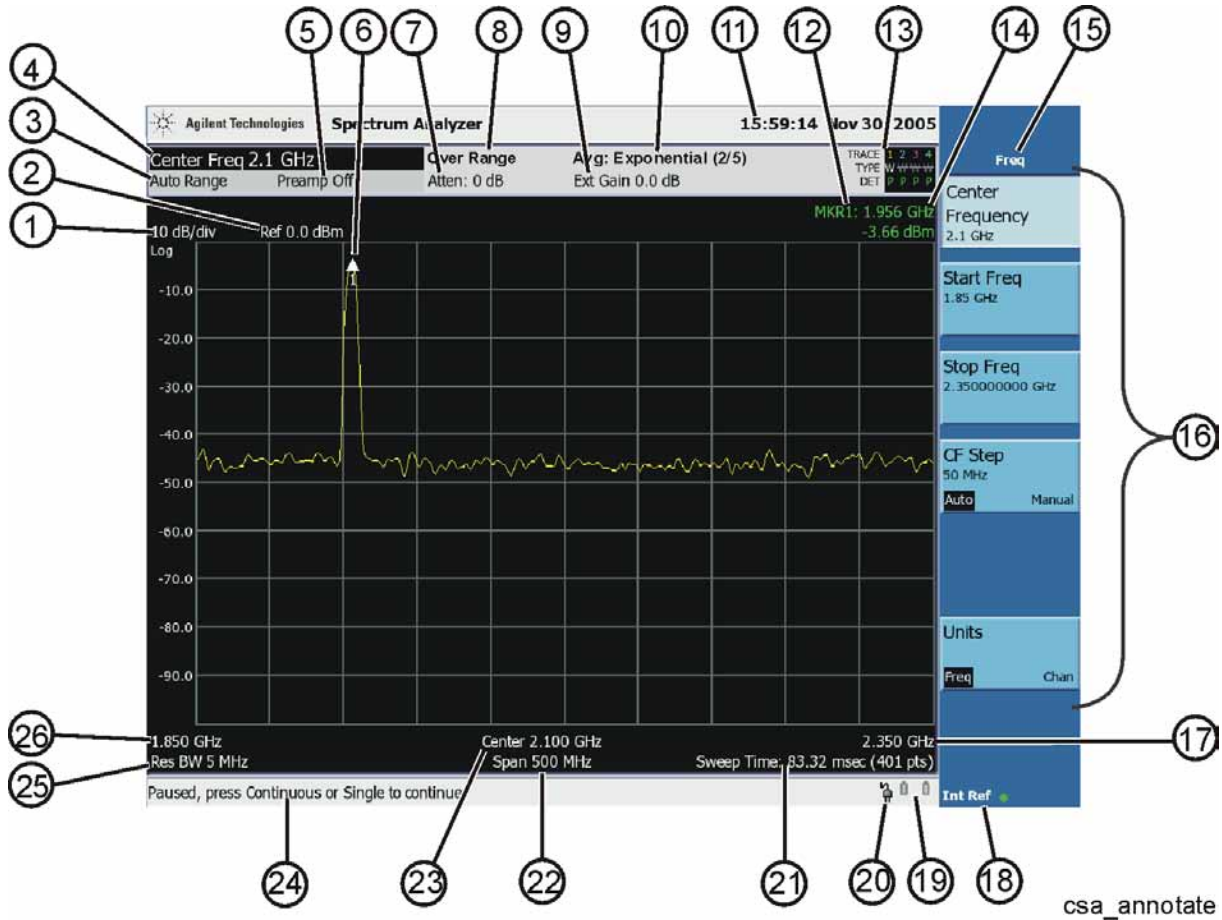 5 6 7 8 9 10 11 12 13 14 15
4
3
2
1
Agilent Technologies Spectrum Analyzer 15:59:14 Nov 30, 2005
Center Freq 2.1 GHz Over Range Avg: Exponential (2/5)
Auto Range Preamp Off Atten: 0 dB Ext Gain 0.0 dB
TRACE 1 2 3 4
TYPE W W W W
DET P P P P
MKR1: 1.956 GHz
-3.66 dBm
10 dB/div Ref 0.0 dBm
Log
1
-10.0
-20.0
-30.0
-40.0
-50.0
-60.0
-70.0
-80.0
-90.0
1.850 GHz Center 2.100 GHz 2.350 GHz
Res BW 5 MHz Span 500 MHz Sweep Time: 83.32 msec (401 pts)
Paused, press Continuous or Single to continue
Freq
Center
Frequency
2.1 GHz
Start Freq
1.85 GHz
Stop Freq
2.350000000 GHz
CF Step
50 MHz
Auto Manual
Units
Freq Chan
Int Ref
16
17
26
25
24 23 22 21 20 19 18
csa_annotate